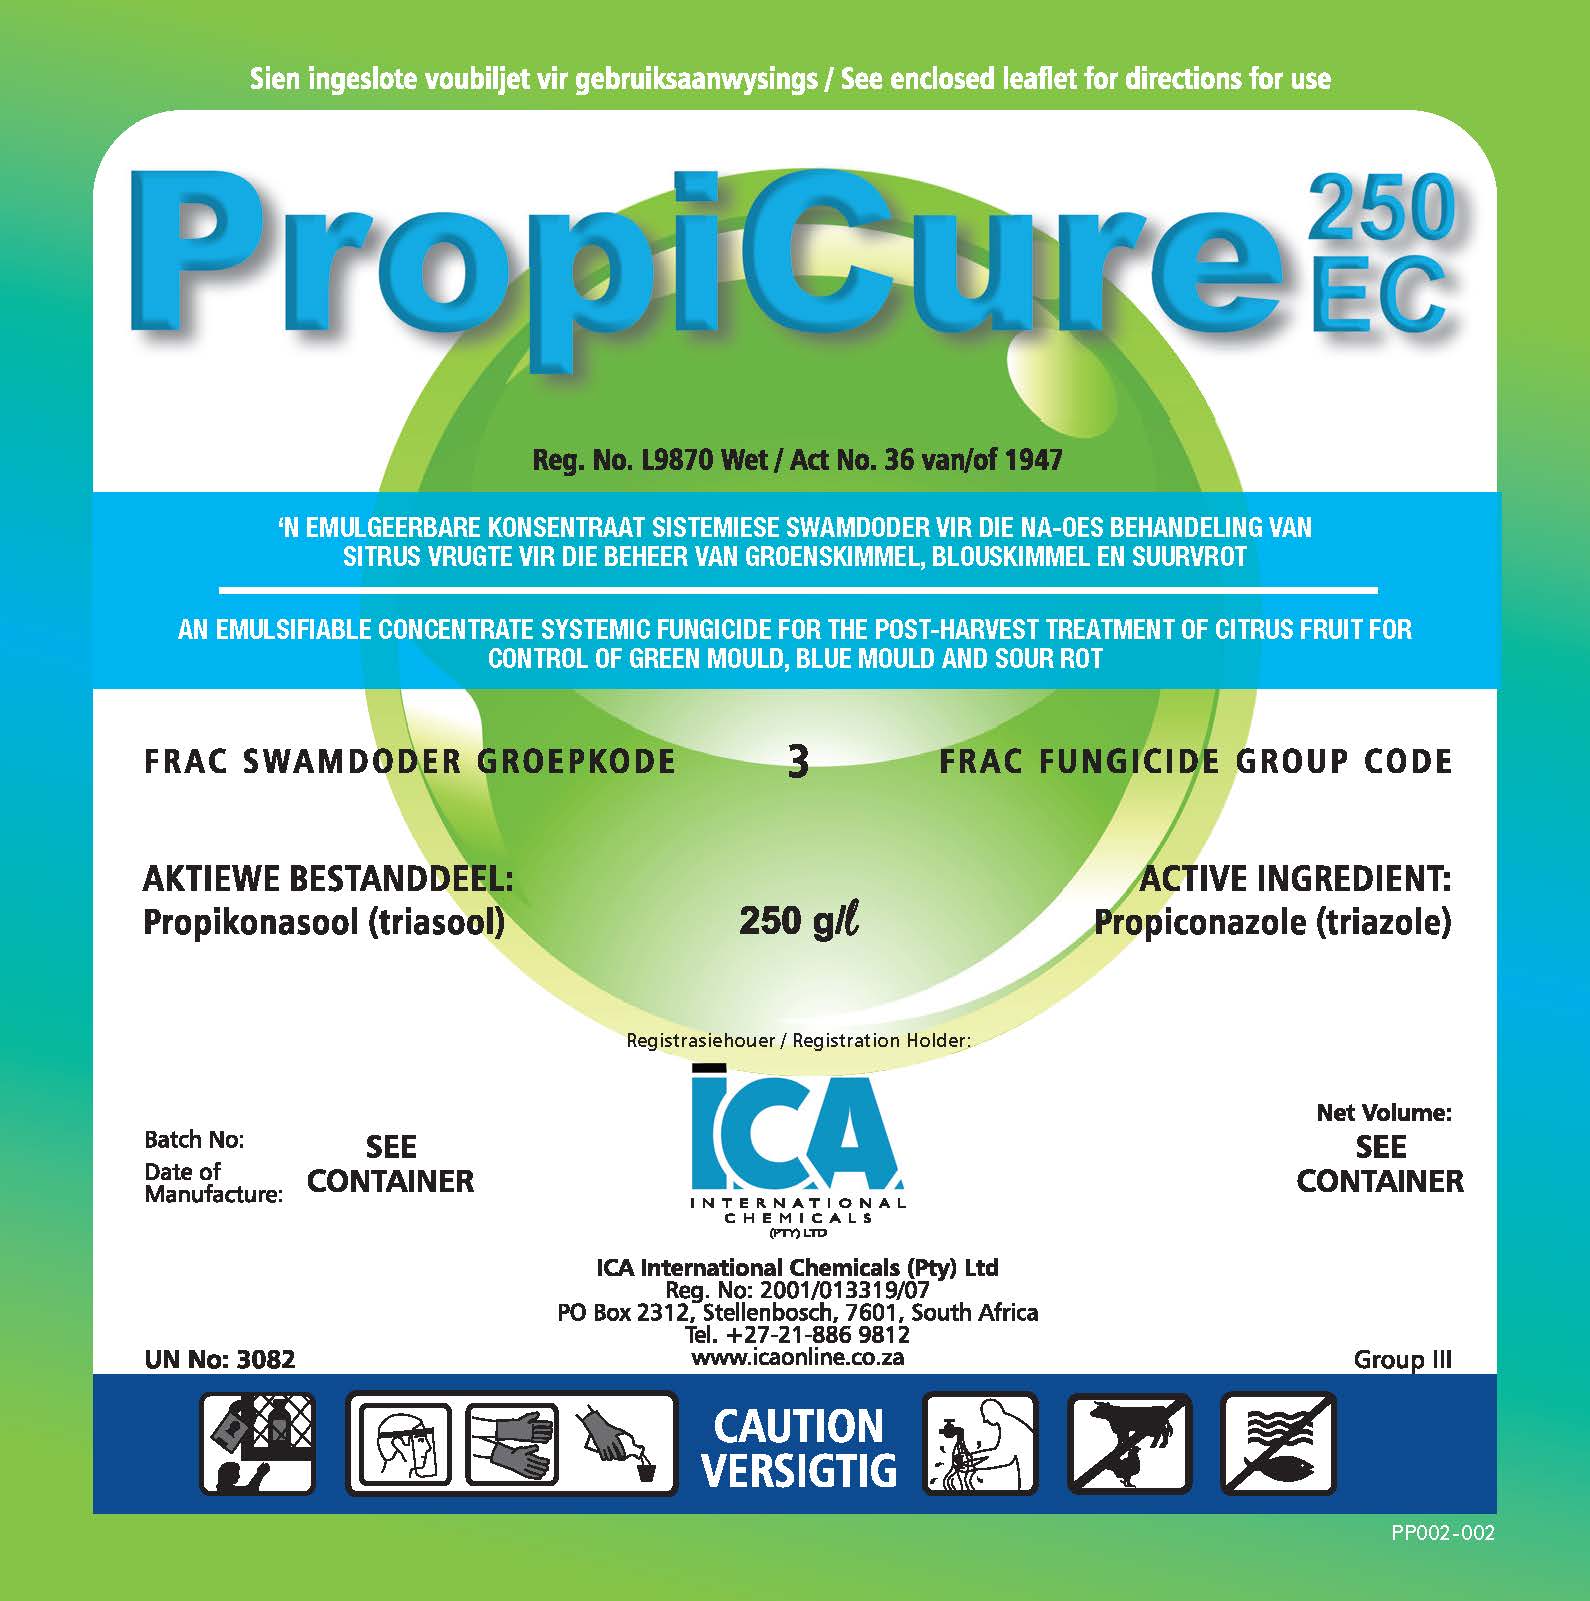 Sien ingeslote voubiljet vir gebruiksaanwysings / See enclosed leaflet for directions for use
PropiCure 250 EC
Reg. No. L9870 Wet / Act No. 36 van/of 1947
'N EMULGEERBARE KONSENTRAAT SISTEMIESE SWAMDODER VIR DIE NA-OES BEHANDELING VAN
SITRUS VRUGTE VIR DIE BEHEER VAN GROENSKIMMEL, BLOUSKIMMEL EN SUURVROT
AN EMULSIFIABLE CONCENTRATE SYSTEMIC FUNGICIDE FOR THE POST-HARVEST TREATMENT OF CITRUS FRUIT FOR
CONTROL OF GREEN MOULD, BLUE MOULD AND SOUR ROT
FRAC SWAMDODER GROEPKODE 3 FRAC FUNGICIDE GROUP CODE
AKTIEWE BESTANDDEEL: ACTIVE INGREDIENT:
Propikonasool (triasool) 250 g/ℓ Propiconazole (triazole)
Registrasiehouer / Registration Holder:
ICA
INTERNATIONAL
CHEMICALS
(PTY) LTD
Batch No:
Date of
Manufacture:
SEE
CONTAINER
Net Volume:
SEE
CONTAINER
ICA International Chemicals (Pty) Ltd
Reg. No: 2001/013319/07
PO Box 2312, Stellenbosch, 7601, South Africa
Tel. +27-21-886 9812
www.icaonline.co.za
UN No: 3082
Group III
CAUTION
VERSIGTIG
PP002-002